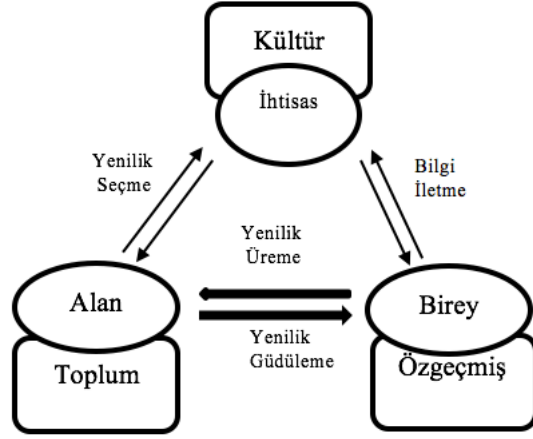 Kültür
İhtisas
Yenilik
Seçme
Bilgi
İletme
Yenilik
Üreme
Alan
Birey
Yenilik
Güdüleme
Toplum
Özgeçmiş